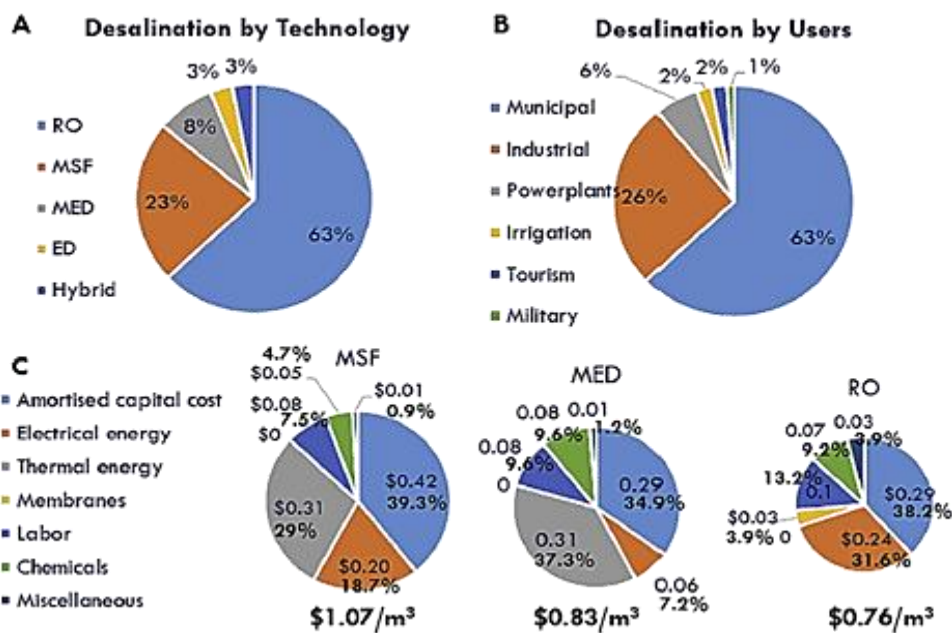 A Desalination by Technology
3% 3%
RO
8%
MSF
MED
23%
ED
63%
Hybrid
B Desalination by Users
6% 2% 2% 1%
Municipal
Industrial
Powerplants 26%
Irrigation
63%
Tourism
Military
C
Amortised capital cost
Electrical energy
Thermal energy
Membranes
Labor
Chemicals
Miscellaneous
MSF
4.7%
$0.05
$0.01
0.9%
$0.08
7.5%
$0
$0.42
39.3%
$0.31
29%
$0.20
18.7%
$1.07/m³
MED
0.08
9.6%
0.01
1.2%
0.08
9.6%
0
0.29
34.9%
0.31
37.3%
0.06
7.2%
$0.83/m³
RO
0.07
9.2%
0.03
3.9%
13.2%
0.1
$0.29
38.2%
$0.03
3.9% 0
$0.24
31.6%
$0.76/m³